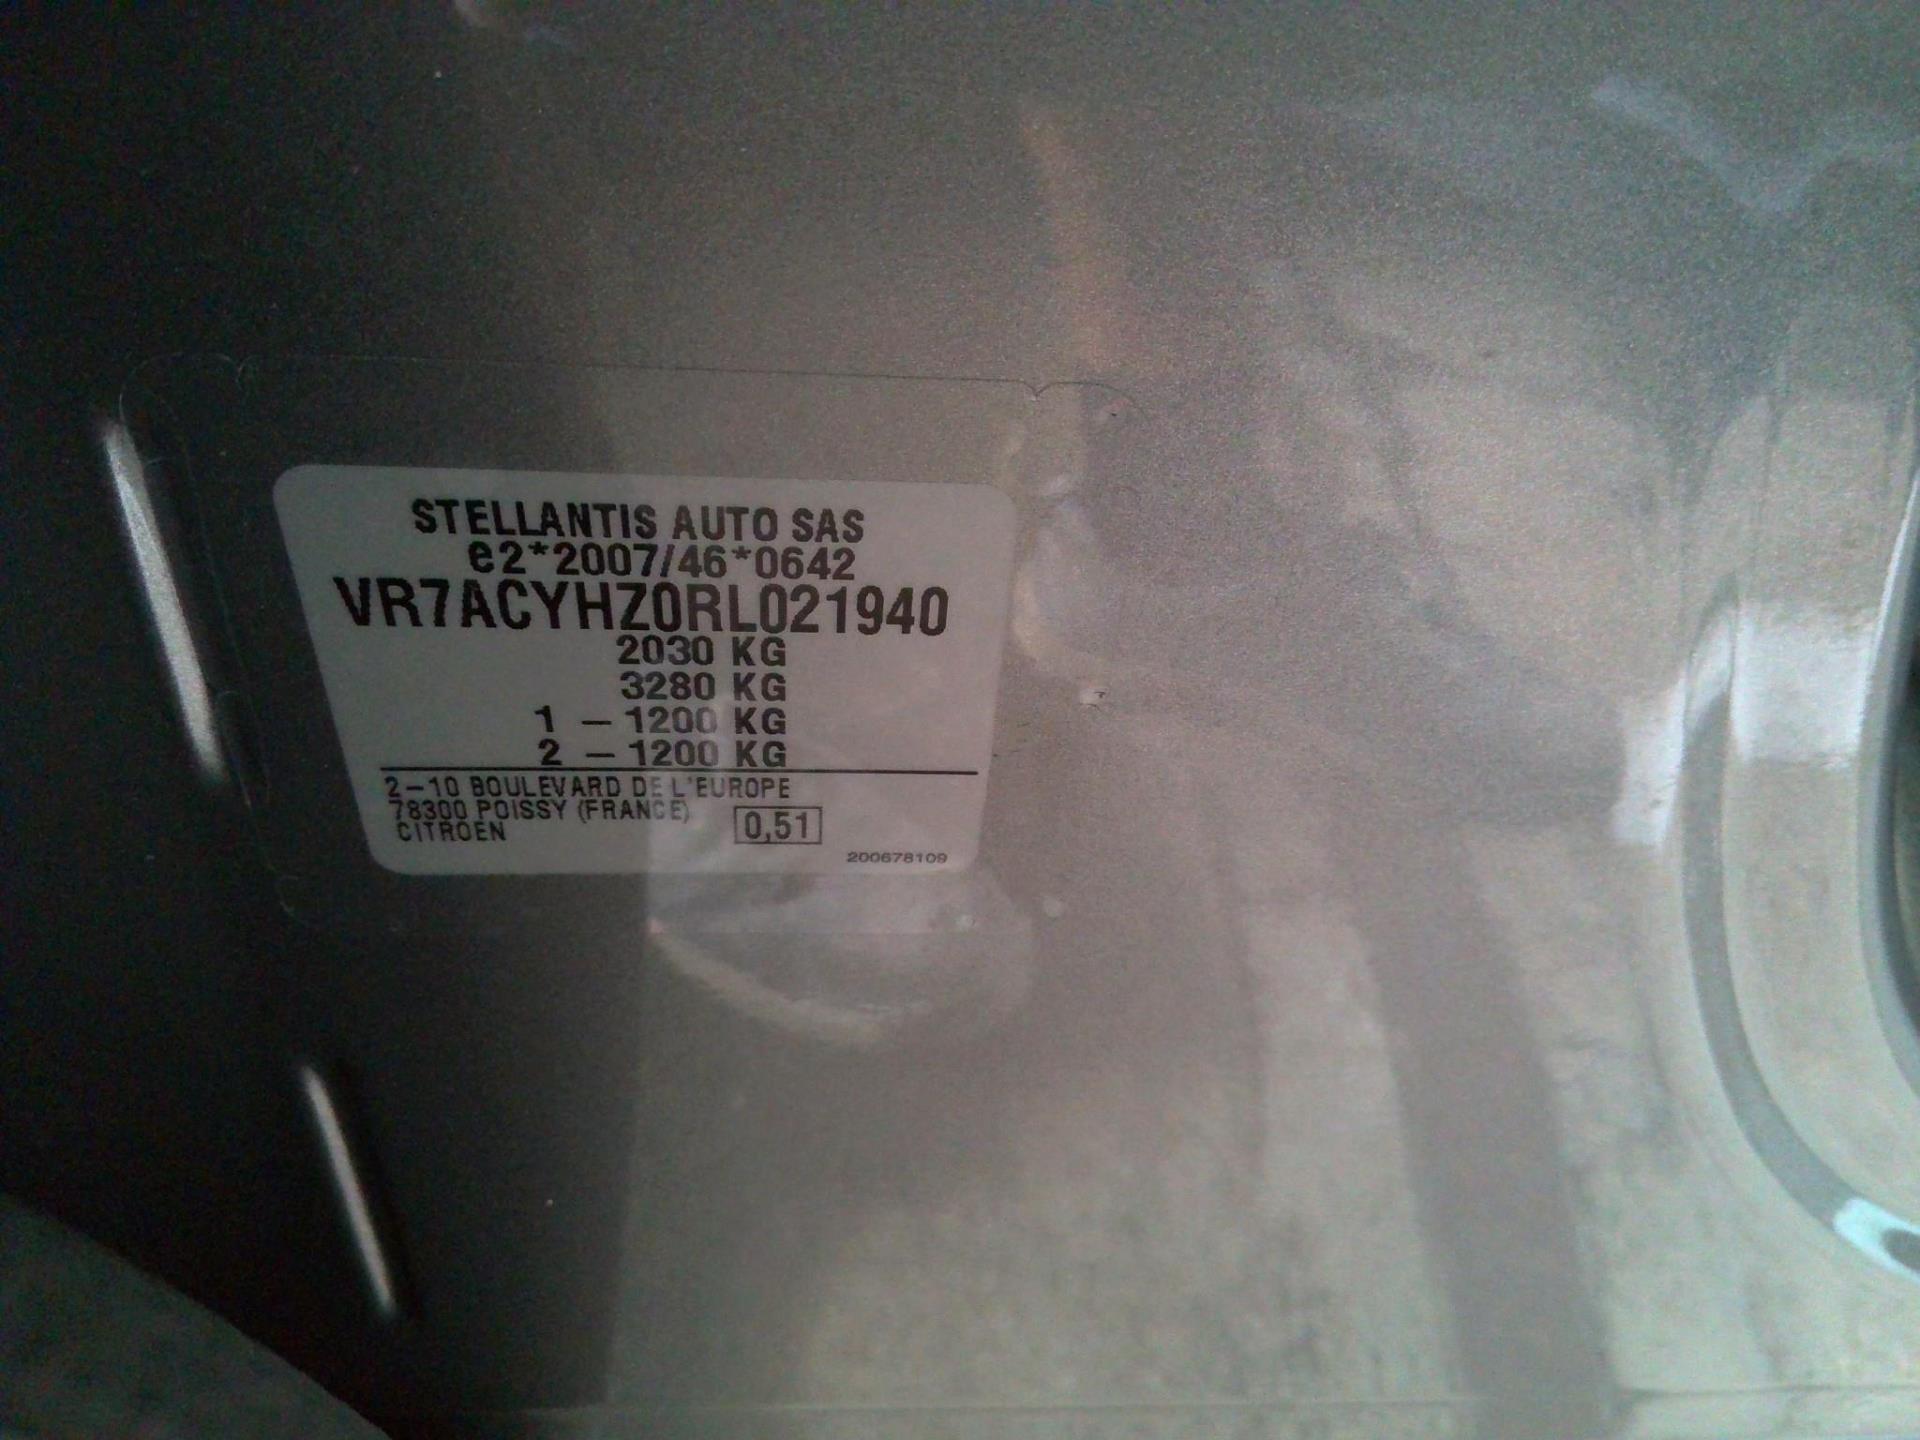 STELLANTIS AUTO SAS
e2*2007/46*0642
VR7ACYHZ0RL021940
2030 KG
3280 KG
1 – 1200 KG
2 – 1200 KG
2–10 BOULEVARD DE L'EUROPE
78300 POISSY (FRANCE)
CITROEN
0,51
200678109